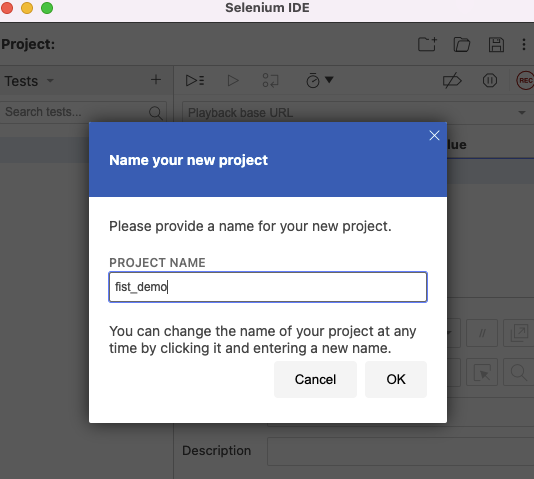 Selenium IDE
Project:
Tests
REC
Search tests...
Playback base URL
lue
Name your new project
Please provide a name for your new project.
PROJECT NAME
fist_demo
You can change the name of your project at any
time by clicking it and entering a new name.
Cancel
OK
//
Description